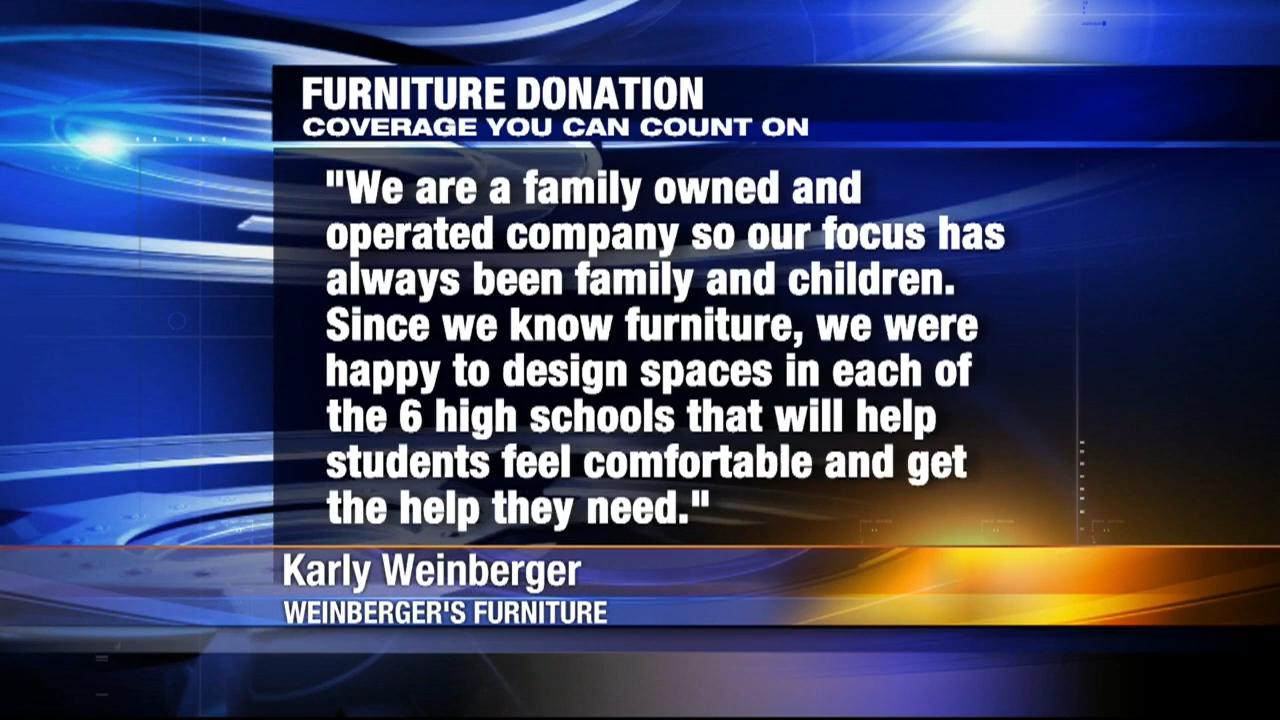 FURNITURE DONATION
COVERAGE YOU CAN COUNT ON
"We are a family owned and
operated company so our focus has
always been family and children.
Since we know furniture, we were
happy to design spaces in each of
the 6 high schools that will help
students feel comfortable and get
the help they need."
Karly Weinberger
WEINBERGER'S FURNITURE